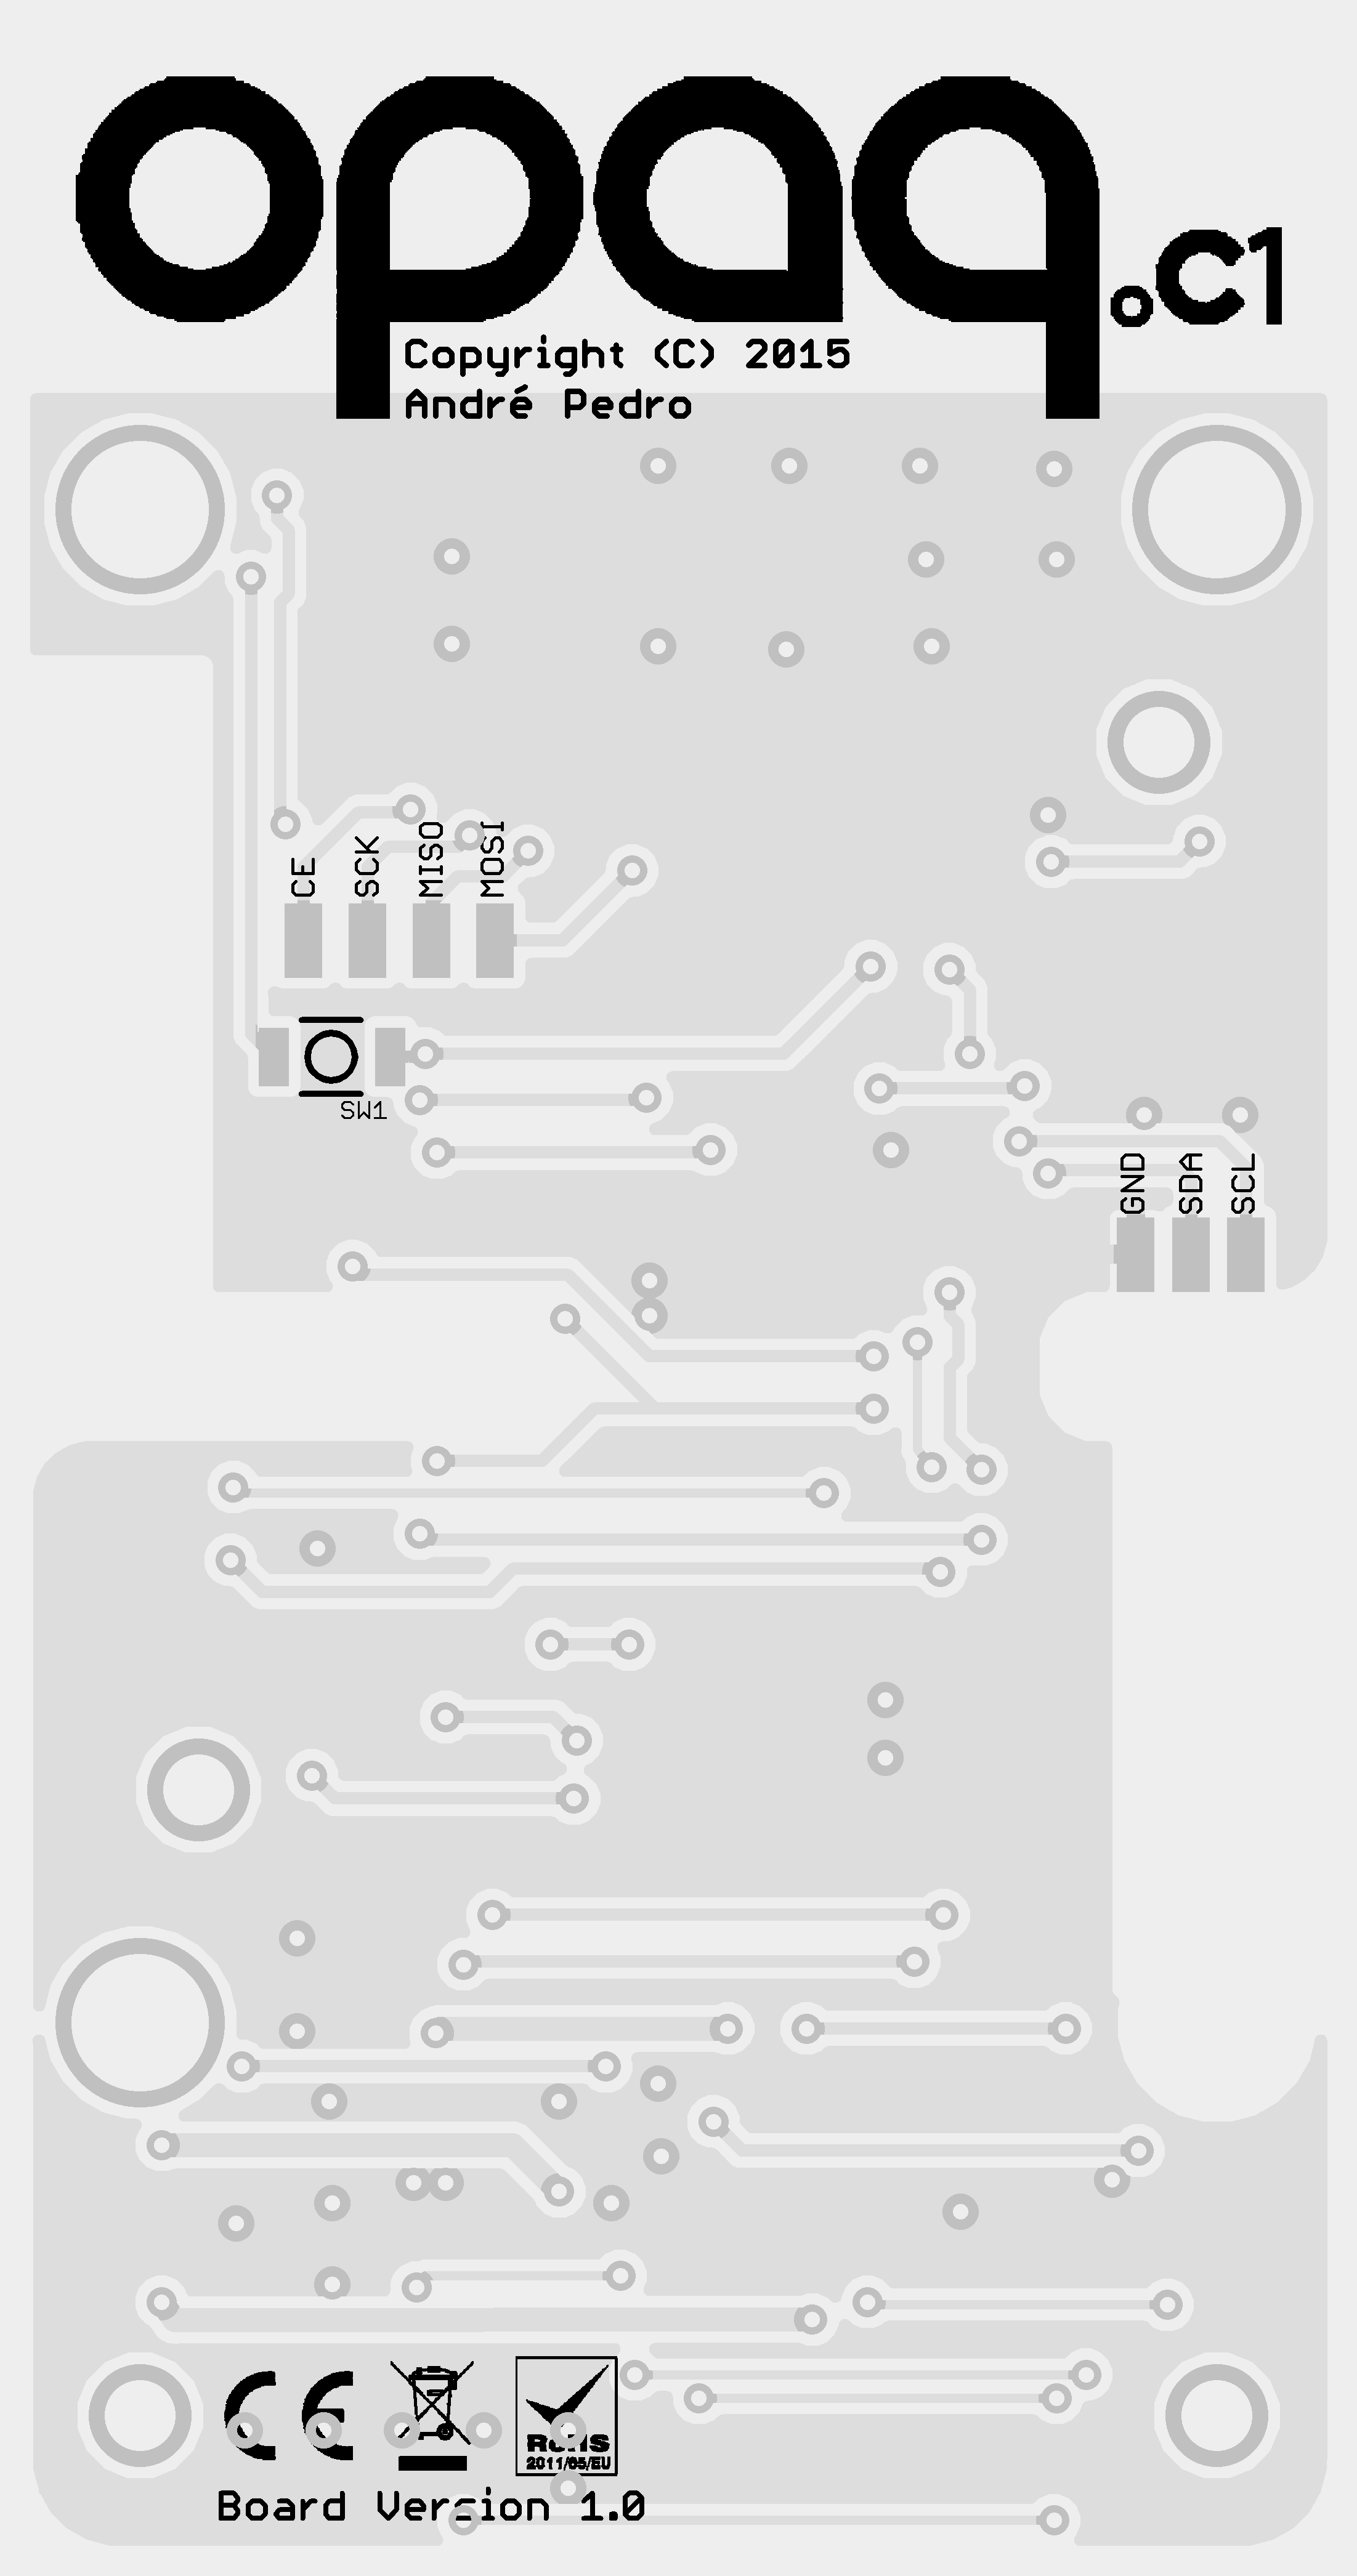 opaq.c1
Copyright (C) 2015
André Pedro
CE
SCK
MISO
MOSI
SW1
GND
SDA
SCL
CE
RoHS
2011/65/EU
Board Version 1.0